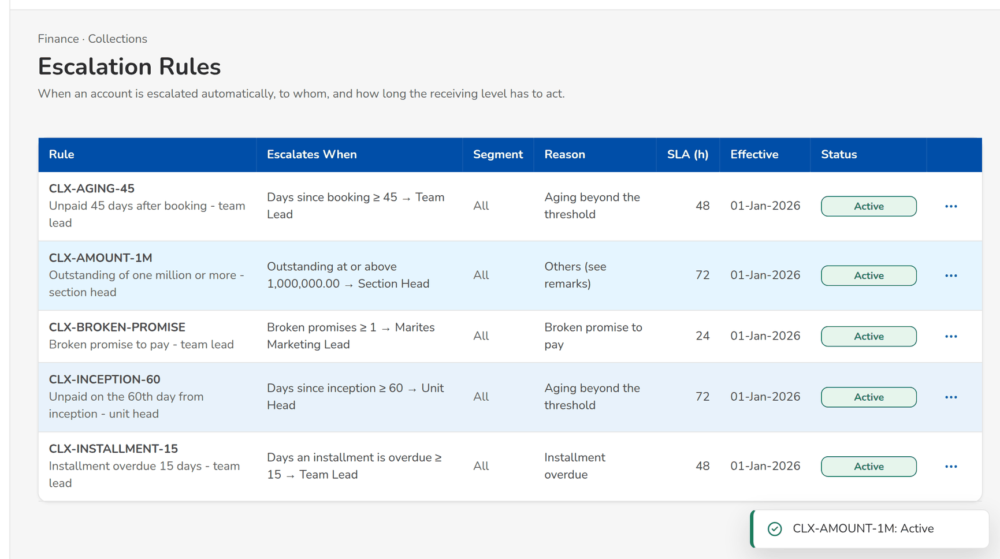 Finance · Collections
Escalation Rules
When an account is escalated automatically, to whom, and how long the receiving level has to act.
Rule Escalates When Segment Reason SLA (h) Effective Status
CLX-AGING-45
Unpaid 45 days after booking - team
lead
Days since booking ≥ 45 → Team
Lead
All
Aging beyond the
threshold
48
01-Jan-2026
Active
CLX-AMOUNT-1M
Outstanding of one million or more -
section head
Outstanding at or above
1,000,000.00 → Section Head
All
Others (see
remarks)
72
01-Jan-2026
Active
CLX-BROKEN-PROMISE
Broken promise to pay - team lead
Broken promises ≥ 1 → Marites
Marketing Lead
All
Broken promise to
pay
24
01-Jan-2026
Active
CLX-INCEPTION-60
Unpaid on the 60th day from
inception - unit head
Days since inception ≥ 60 → Unit
Head
All
Aging beyond the
threshold
72
01-Jan-2026
Active
CLX-INSTALLMENT-15
Installment overdue 15 days - team
lead
Days an installment is overdue ≥
15 → Team Lead
All
Installment
overdue
48
01-Jan-2026
Active
CLX-AMOUNT-1M: Active